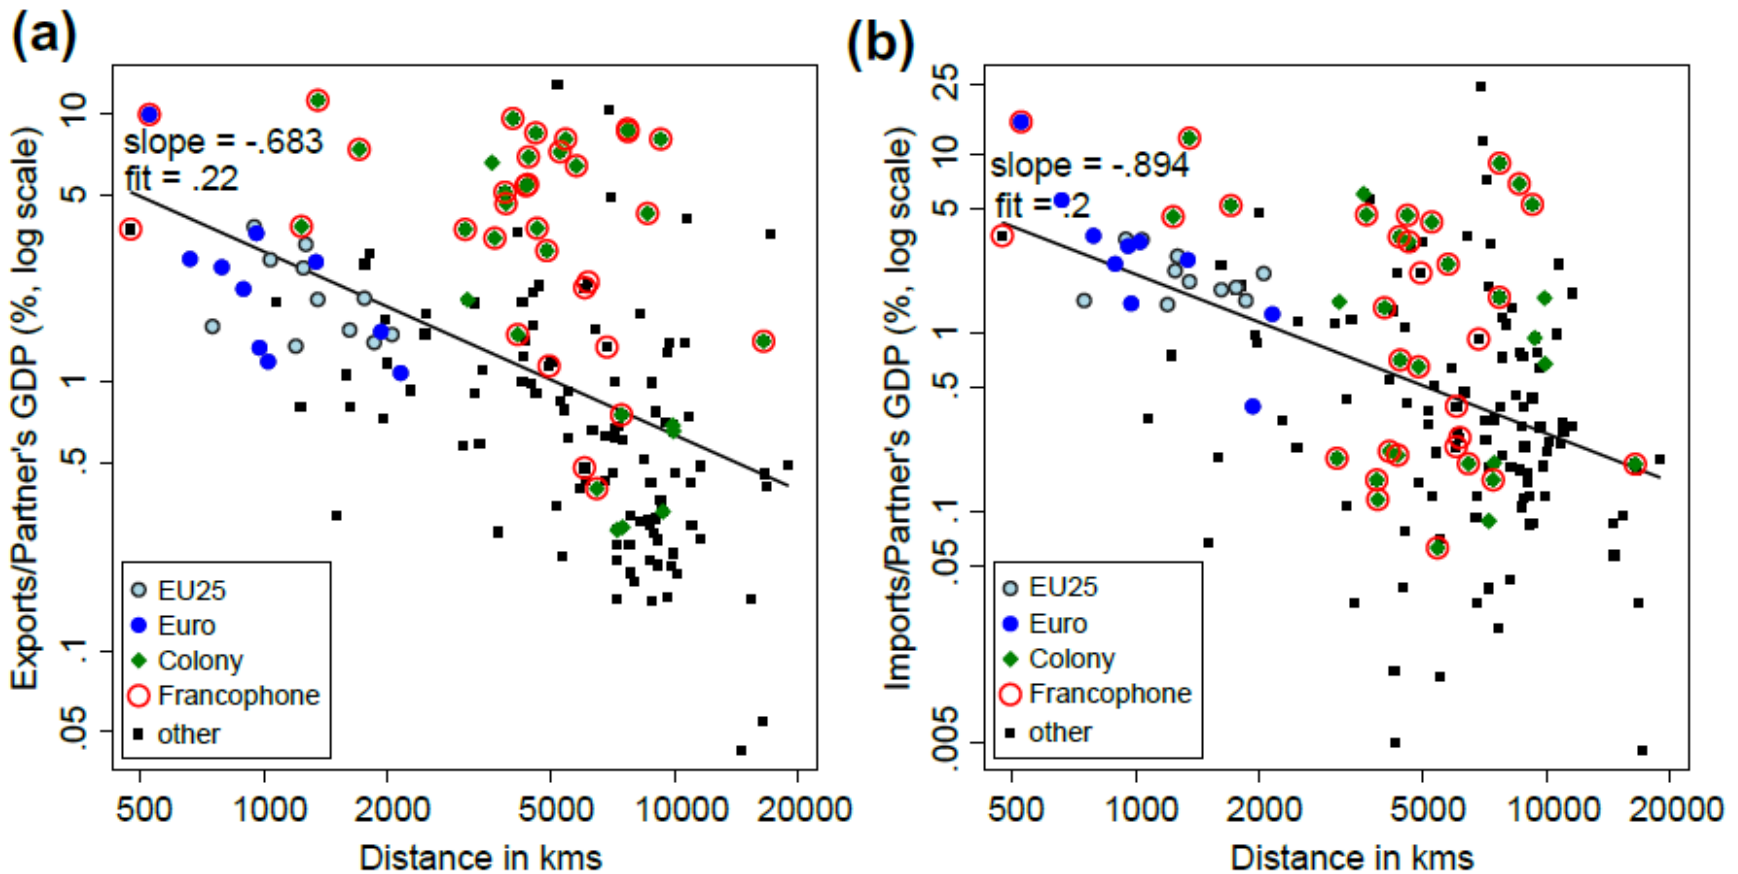 (a)
10
5
1
.5
.1
.05
Exports/Partner's GDP (%, log scale)
slope = -.683
fit = .22
EU25
Euro
Colony
Francophone
other
500 1000 2000 5000 10000 20000
Distance in kms
(b)
25
10
5
1
.5
.1
.05
.005
Imports/Partner's GDP (%, log scale)
slope = -.894
fit = .2
EU25
Euro
Colony
Francophone
other
500 1000 2000 5000 10000 20000
Distance in kms